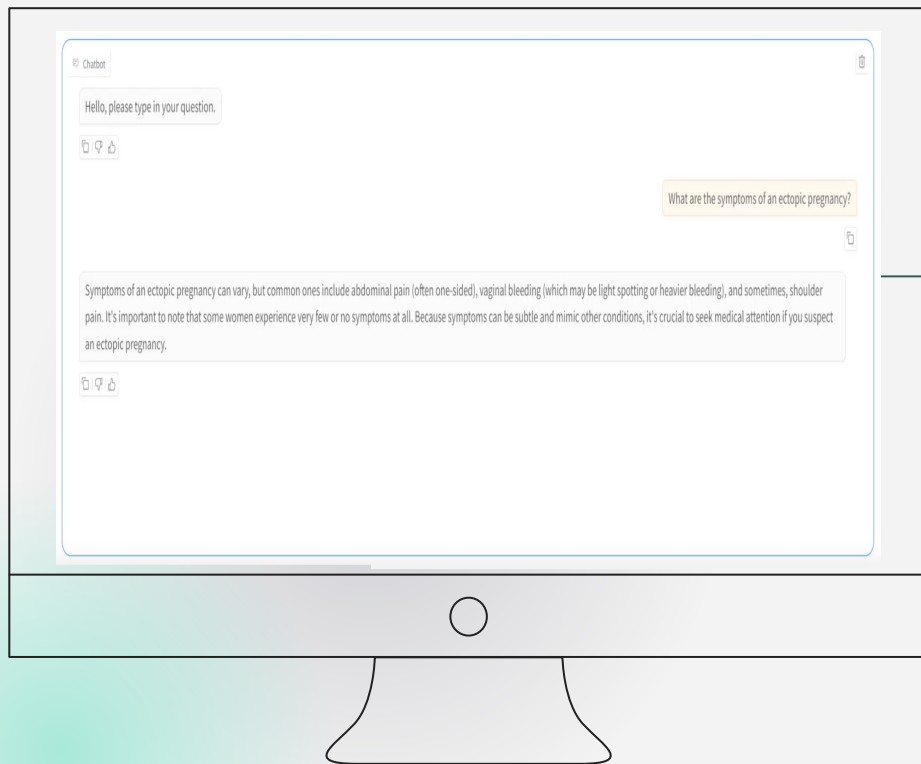 Chatbot
Hello, please type in your question.
What are the symptoms of an ectopic pregnancy?
Symptoms of an ectopic pregnancy can vary, but common ones include abdominal pain (often one-sided), vaginal bleeding (which may be light spotting or heavier bleeding), and sometimes, shoulder
pain. It's important to note that some women experience very few or no symptoms at all. Because symptoms can be subtle and mimic other conditions, it's crucial to seek medical attention if you suspect
an ectopic pregnancy.